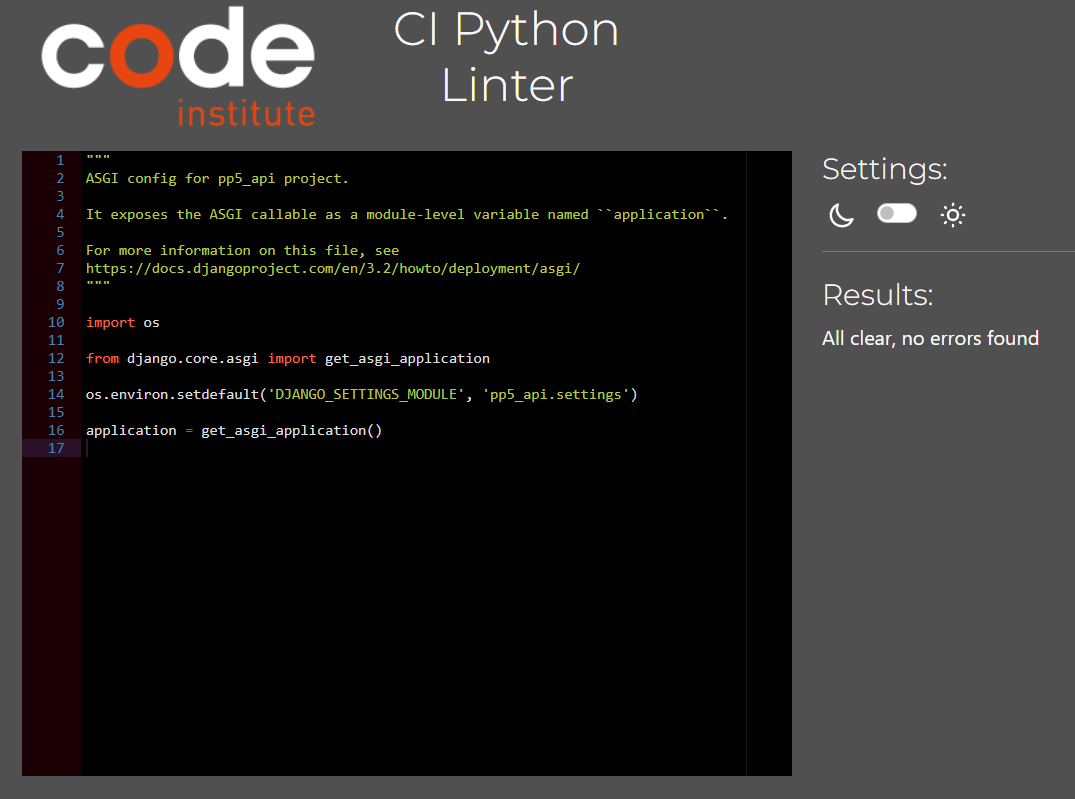 code
institute
CI Python
Linter
1 """
2 ASGI config for pp5_api project.
3
4 It exposes the ASGI callable as a module-level variable named ``application``.
5
6 For more information on this file, see
7 https://docs.djangoproject.com/en/3.2/howto/deployment/asgi/
8 """
9
10 import os
11
12 from django.core.asgi import get_asgi_application
13
14 os.environ.setdefault('DJANGO_SETTINGS_MODULE', 'pp5_api.settings')
15
16 application = get_asgi_application()
17
Settings:
Results:
All clear, no errors found